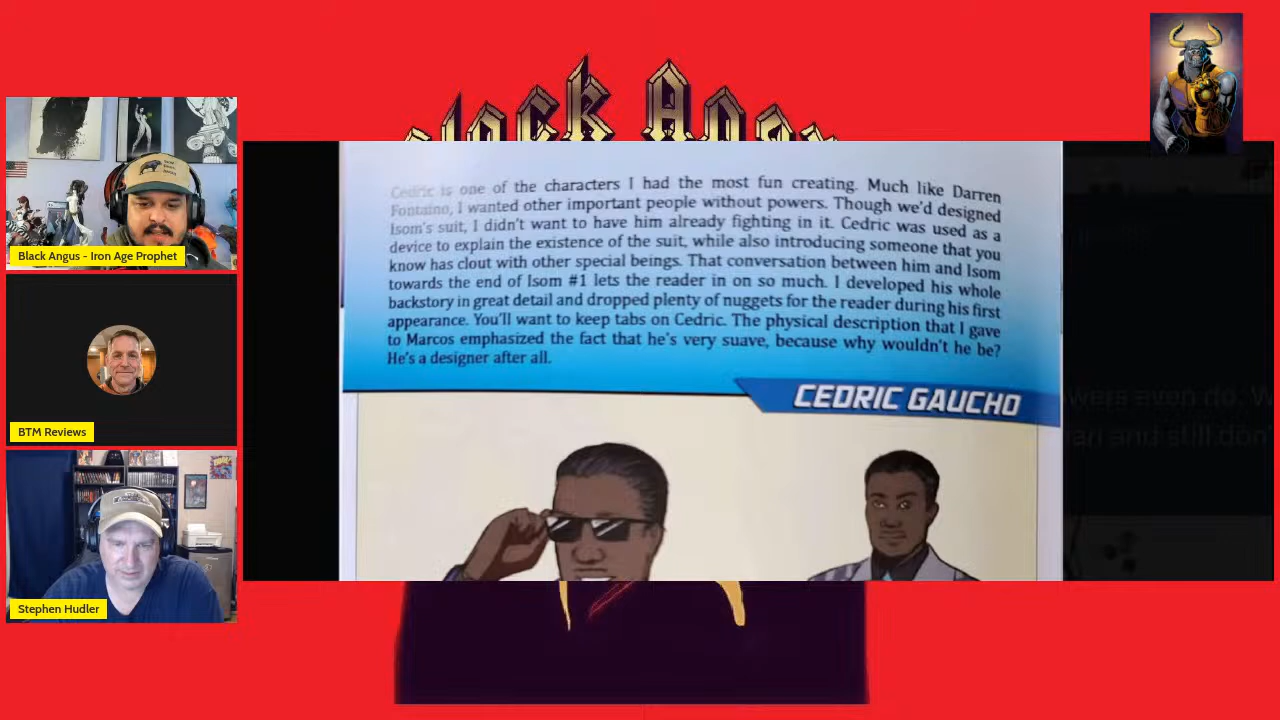 Black Angus
Black Angus - Iron Age Prophet
BTM Reviews
Stephen Hudler
Cedric is one of the characters I had the most fun creating. Much like Darren
Fontaino, I wanted other important people without powers. Though we'd designed
Isom's suit, I didn't want to have him already fighting in it. Cedric was used as a
device to explain the existence of the suit, while also introducing someone that you
know has clout with other special beings. That conversation between him and Isom
towards the end of Isom #1 lets the reader in on so much. I developed his whole
backstory in great detail and dropped plenty of nuggets for the reader during his first
appearance. You'll want to keep tabs on Cedric. The physical description that I gave
to Marcos emphasized the fact that he's very suave, because why wouldn't he be?
He's a designer after all.
CEDRIC GAUCHO
even do. W
and still don'